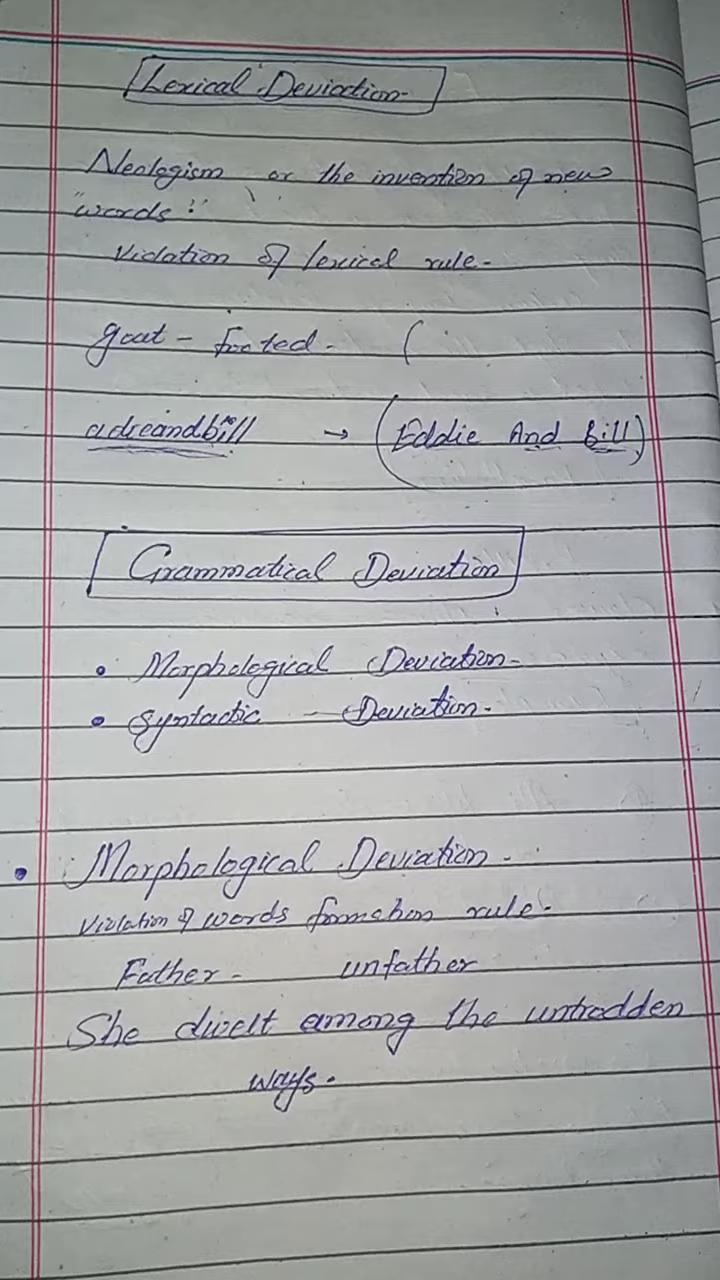 Lexical Deviation
Neologism or the invention of new
"words"
Violation of lexical rule.
goat - footed. (
adieandbill → (Eddie And Bill)
Grammatical Deviation
• Morphological Deviation.
• Syntactic - Deviation.
• Morphological Deviation.
Violation of words formation rule.
Father - unfather
She dwelt among the untrodden
ways.